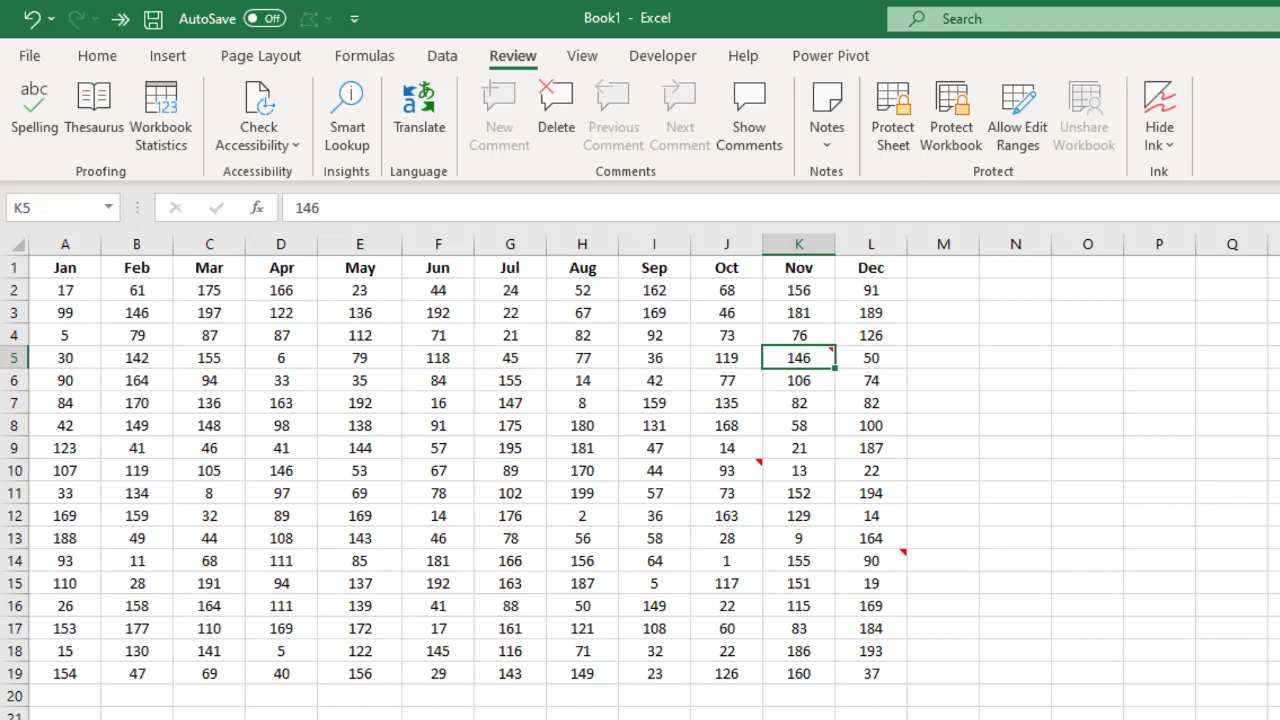 AutoSave Off Book1 - Excel Search
File Home Insert Page Layout Formulas Data Review View Developer Help Power Pivot
abc Spelling Thesaurus 123 Workbook Statistics Check Accessibility Smart Lookup あ Translate New Comment Delete Previous Comment Next Comment Show Comments Notes Protect Sheet Protect Workbook Allow Edit Ranges Unshare Workbook Hide Ink
Proofing Accessibility Insights Language Comments Notes Protect Ink
K5 fx 146
A B C D E F G H I J K L M N O P Q
1 Jan Feb Mar Apr May Jun Jul Aug Sep Oct Nov Dec
2 17 61 175 166 23 44 24 52 162 68 156 91
3 99 146 197 122 136 192 22 67 169 46 181 189
4 5 79 87 87 112 71 21 82 92 73 76 126
5 30 142 155 6 79 118 45 77 36 119 146 50
6 90 164 94 33 35 84 155 14 42 77 106 74
7 84 170 136 163 192 16 147 8 159 135 82 82
8 42 149 148 98 138 91 175 180 131 168 58 100
9 123 41 46 41 144 57 195 181 47 14 21 187
10 107 119 105 146 53 67 89 170 44 93 13 22
11 33 134 8 97 69 78 102 199 57 73 152 194
12 169 159 32 89 169 14 176 2 36 163 129 14
13 188 49 44 108 143 46 78 56 58 28 9 164
14 93 11 68 111 85 181 166 156 64 1 155 90
15 110 28 191 94 137 192 163 187 5 117 151 19
16 26 158 164 111 139 41 88 50 149 22 115 169
17 153 177 110 169 172 17 161 121 108 60 83 184
18 15 130 141 5 122 145 116 71 32 22 186 193
19 154 47 69 40 156 29 143 149 23 126 160 37
20
21